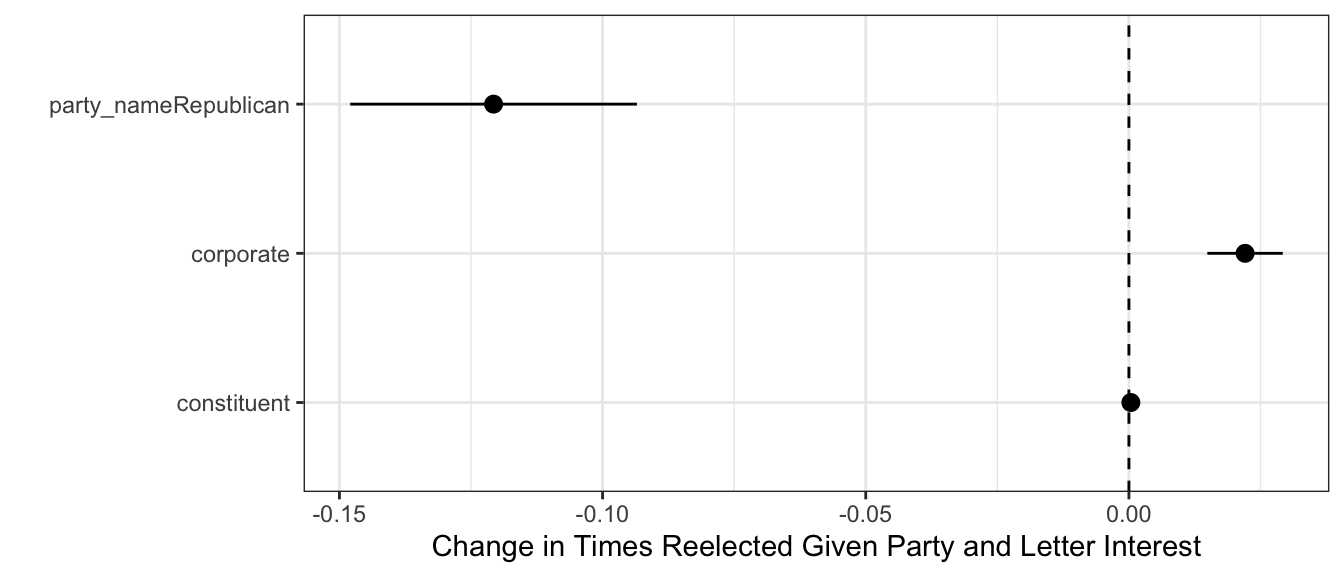 party_nameRepublican
corporate
constituent
-0.15 -0.10 -0.05 0.00
Change in Times Reelected Given Party and Letter Interest